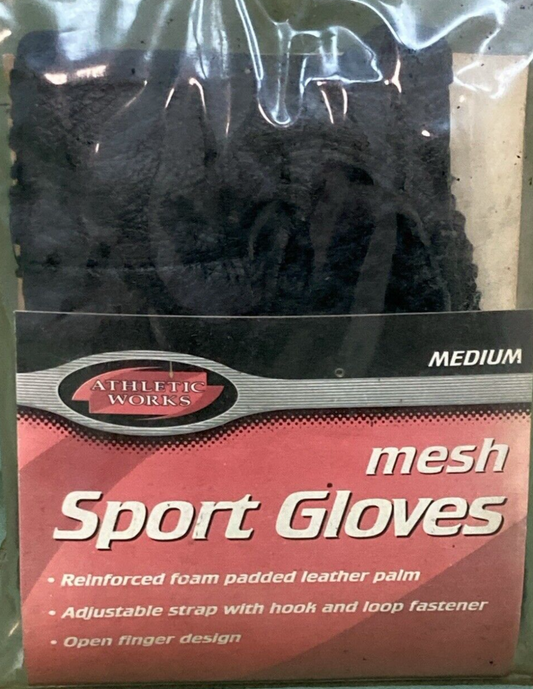 MEDIUM
ATHLETIC
WORKS
mesh
Sport Gloves
• Reinforced foam padded leather palm
• Adjustable strap with hook and loop fastener
• Open finger design